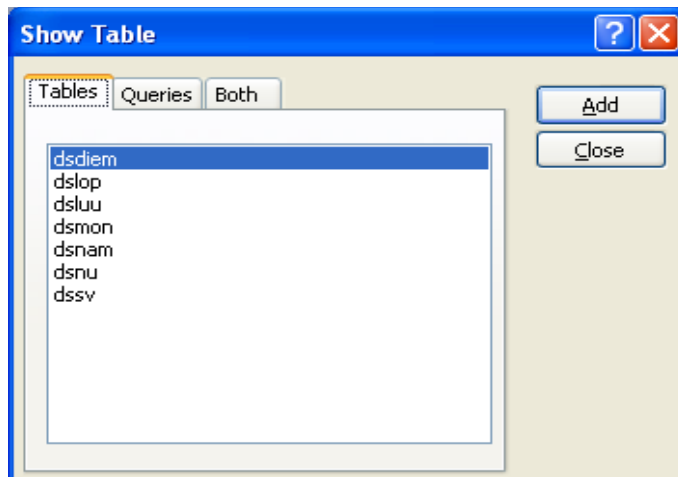 Show Table
Tables Queries Both
Add
Close
dsdiem
dslop
dsluu
dsmon
dsnam
dsnu
dssv